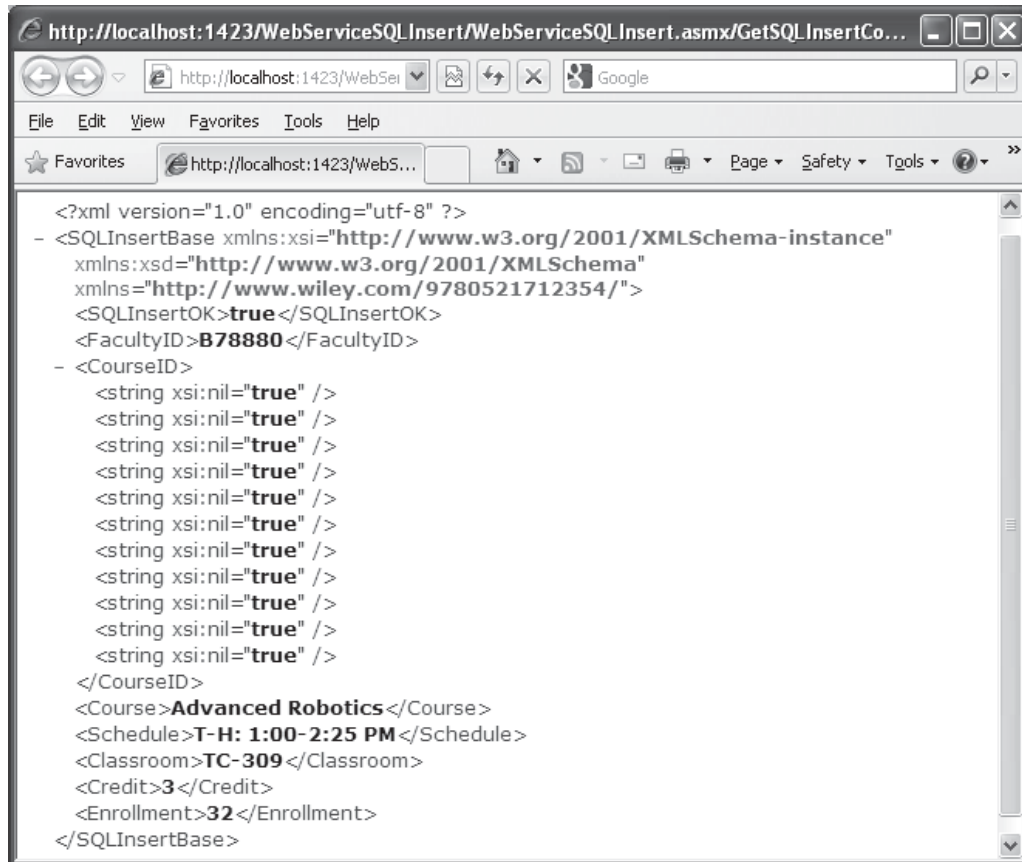 http://localhost:1423/WebServiceSQLInsert/WebServiceSQLInsert.asmx/GetSQLInsertCo...
http://localhost:1423/WebSer
Google
File Edit View Favorites Tools Help
Favorites http://localhost:1423/WebS... Page Safety Tools »
<?xml version="1.0" encoding="utf-8" ?>
- <SQLInsertBase xmlns:xsi="http://www.w3.org/2001/XMLSchema-instance"
xmlns:xsd="http://www.w3.org/2001/XMLSchema"
xmlns="http://www.wiley.com/9780521712354/">
<SQLInsertOK>true</SQLInsertOK>
<FacultyID>B78880</FacultyID>
- <CourseID>
<string xsi:nil="true" />
<string xsi:nil="true" />
<string xsi:nil="true" />
<string xsi:nil="true" />
<string xsi:nil="true" />
<string xsi:nil="true" />
<string xsi:nil="true" />
<string xsi:nil="true" />
<string xsi:nil="true" />
<string xsi:nil="true" />
<string xsi:nil="true" />
</CourseID>
<Course>Advanced Robotics</Course>
<Schedule>T-H: 1:00-2:25 PM</Schedule>
<Classroom>TC-309</Classroom>
<Credit>3</Credit>
<Enrollment>32</Enrollment>
</SQLInsertBase>